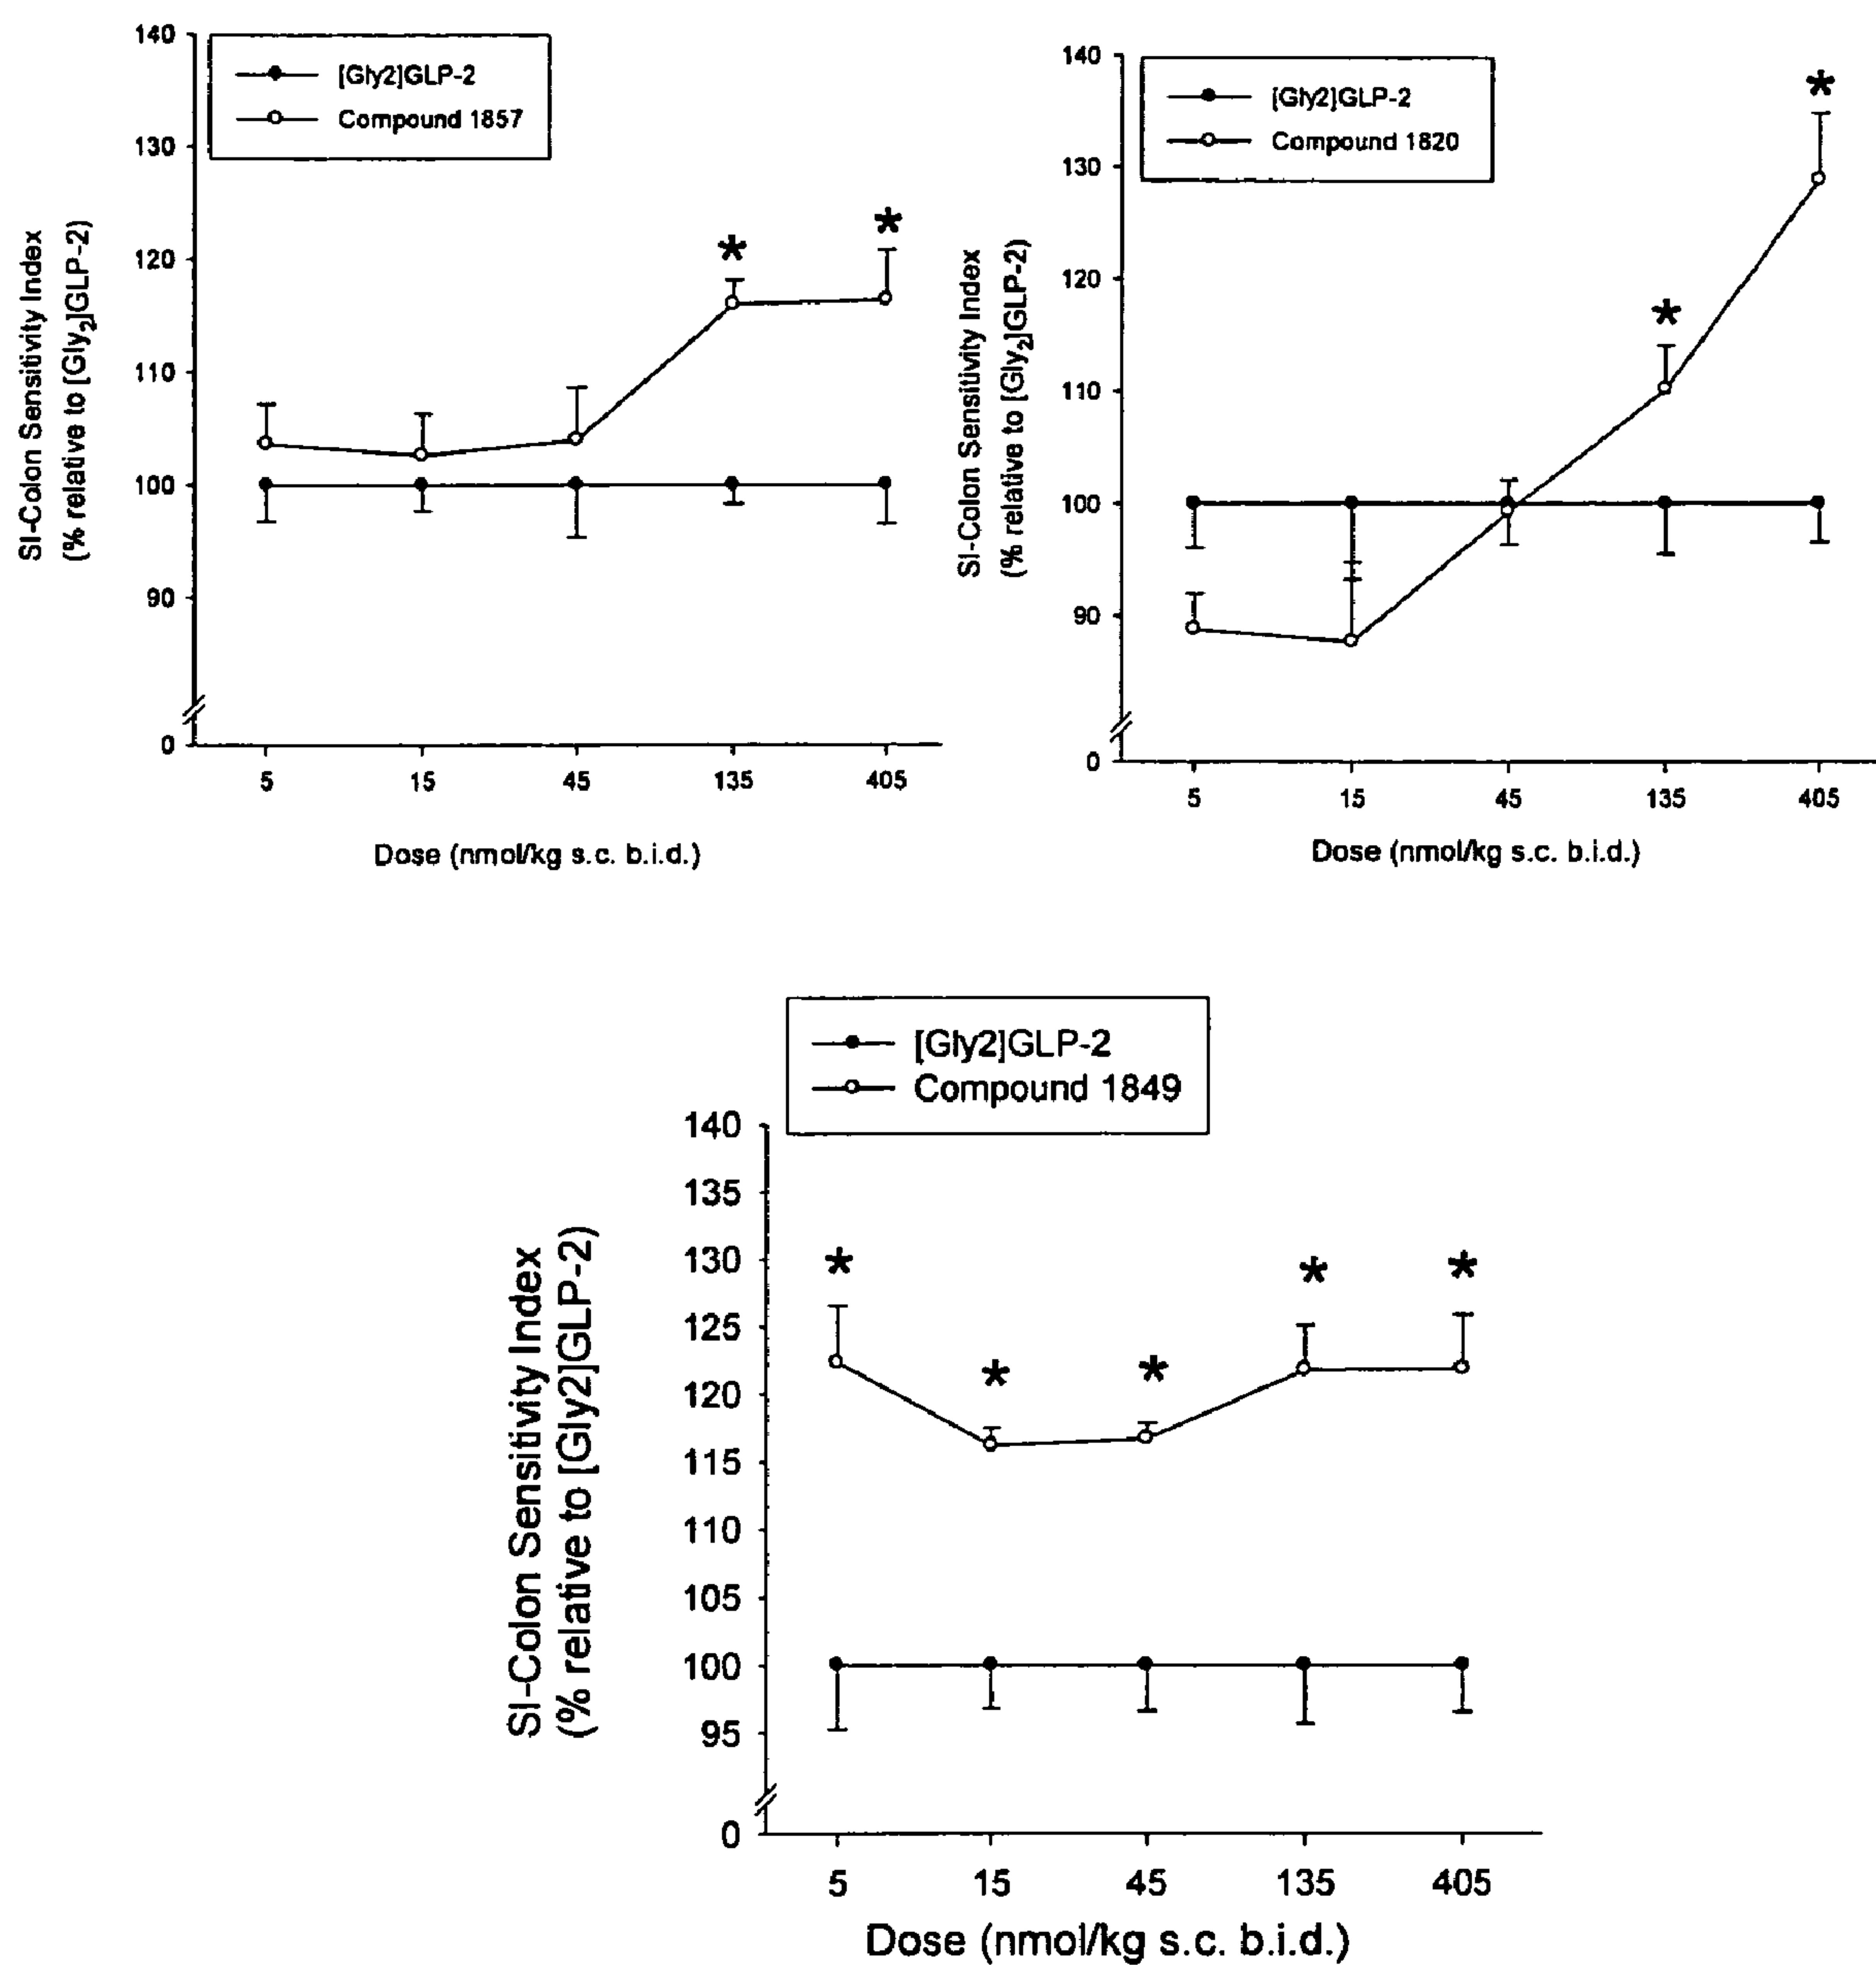 [Gly2]GLP-2
Compound 1857
140
130
120
110
100
90
0
SI-Colon Sensitivity Index
(% relative to [Gly2]GLP-2)
*
*
5 15 45 135 405
Dose (nmol/kg s.c. b.i.d.)
[Gly2]GLP-2
Compound 1820
140
130
120
110
100
90
0
SI-Colon Sensitivity Index
(% relative to [Gly2]GLP-2)
*
*
5 15 45 135 405
Dose (nmol/kg s.c. b.i.d.)
[Gly2]GLP-2
Compound 1849
140
135
130
125
120
115
110
105
100
95
0
SI-Colon Sensitivity Index
(% relative to [Gly2]GLP-2)
*
*
*
*
*
5 15 45 135 405
Dose (nmol/kg s.c. b.i.d.)